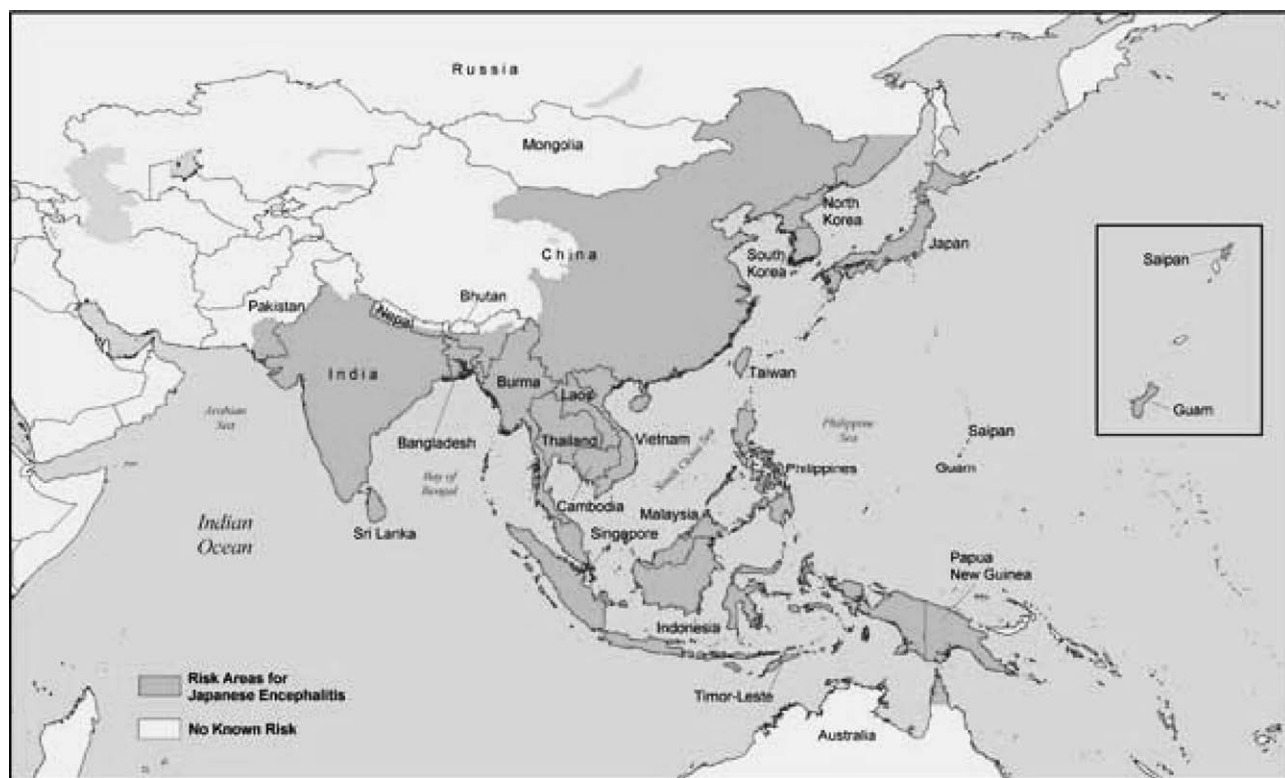 Russia
Mongolia
North
Korea
Japan
South
Korea
China
Saipan
Bhutan
Nepal
Pakistan
India
Burma
Laos
Taiwan
Guam
Arabian
Sea
Bangladesh
Thailand
Vietnam
South China Sea
Philippine
Sea
Saipan
Guam
Bay of
Bengal
Philippines
Cambodia
Malaysia
Singapore
Sri Lanka
Indian
Ocean
Papua
New Guinea
Indonesia
Timor-Leste
Australia
Risk Areas for
Japanese Encephalitis
No Known Risk